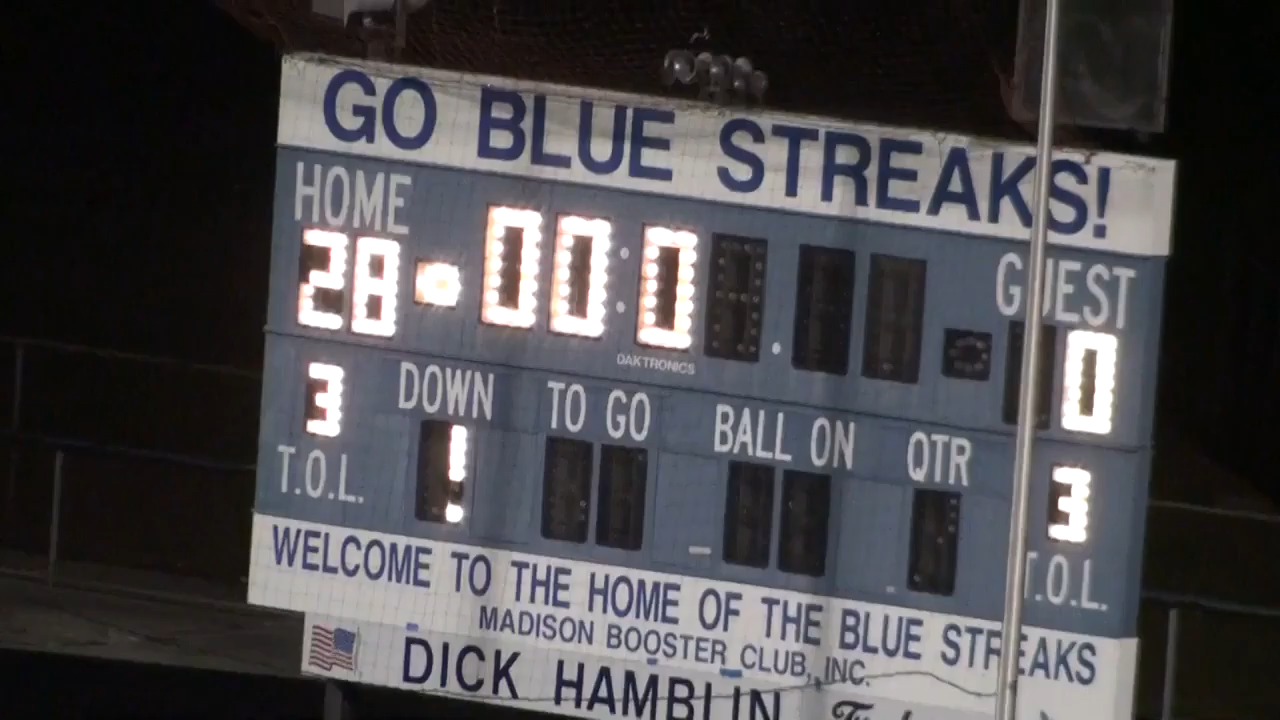 GO BLUE STREAKS!
HOME
GUEST
28 00:0 . 0
DAKTRONICS
3 DOWN TO GO BALL ON QTR 3
T.O.L. 1 T.O.L.
WELCOME TO THE HOME OF THE BLUE STREAKS
MADISON BOOSTER CLUB, INC.
DICK HAMBLIN